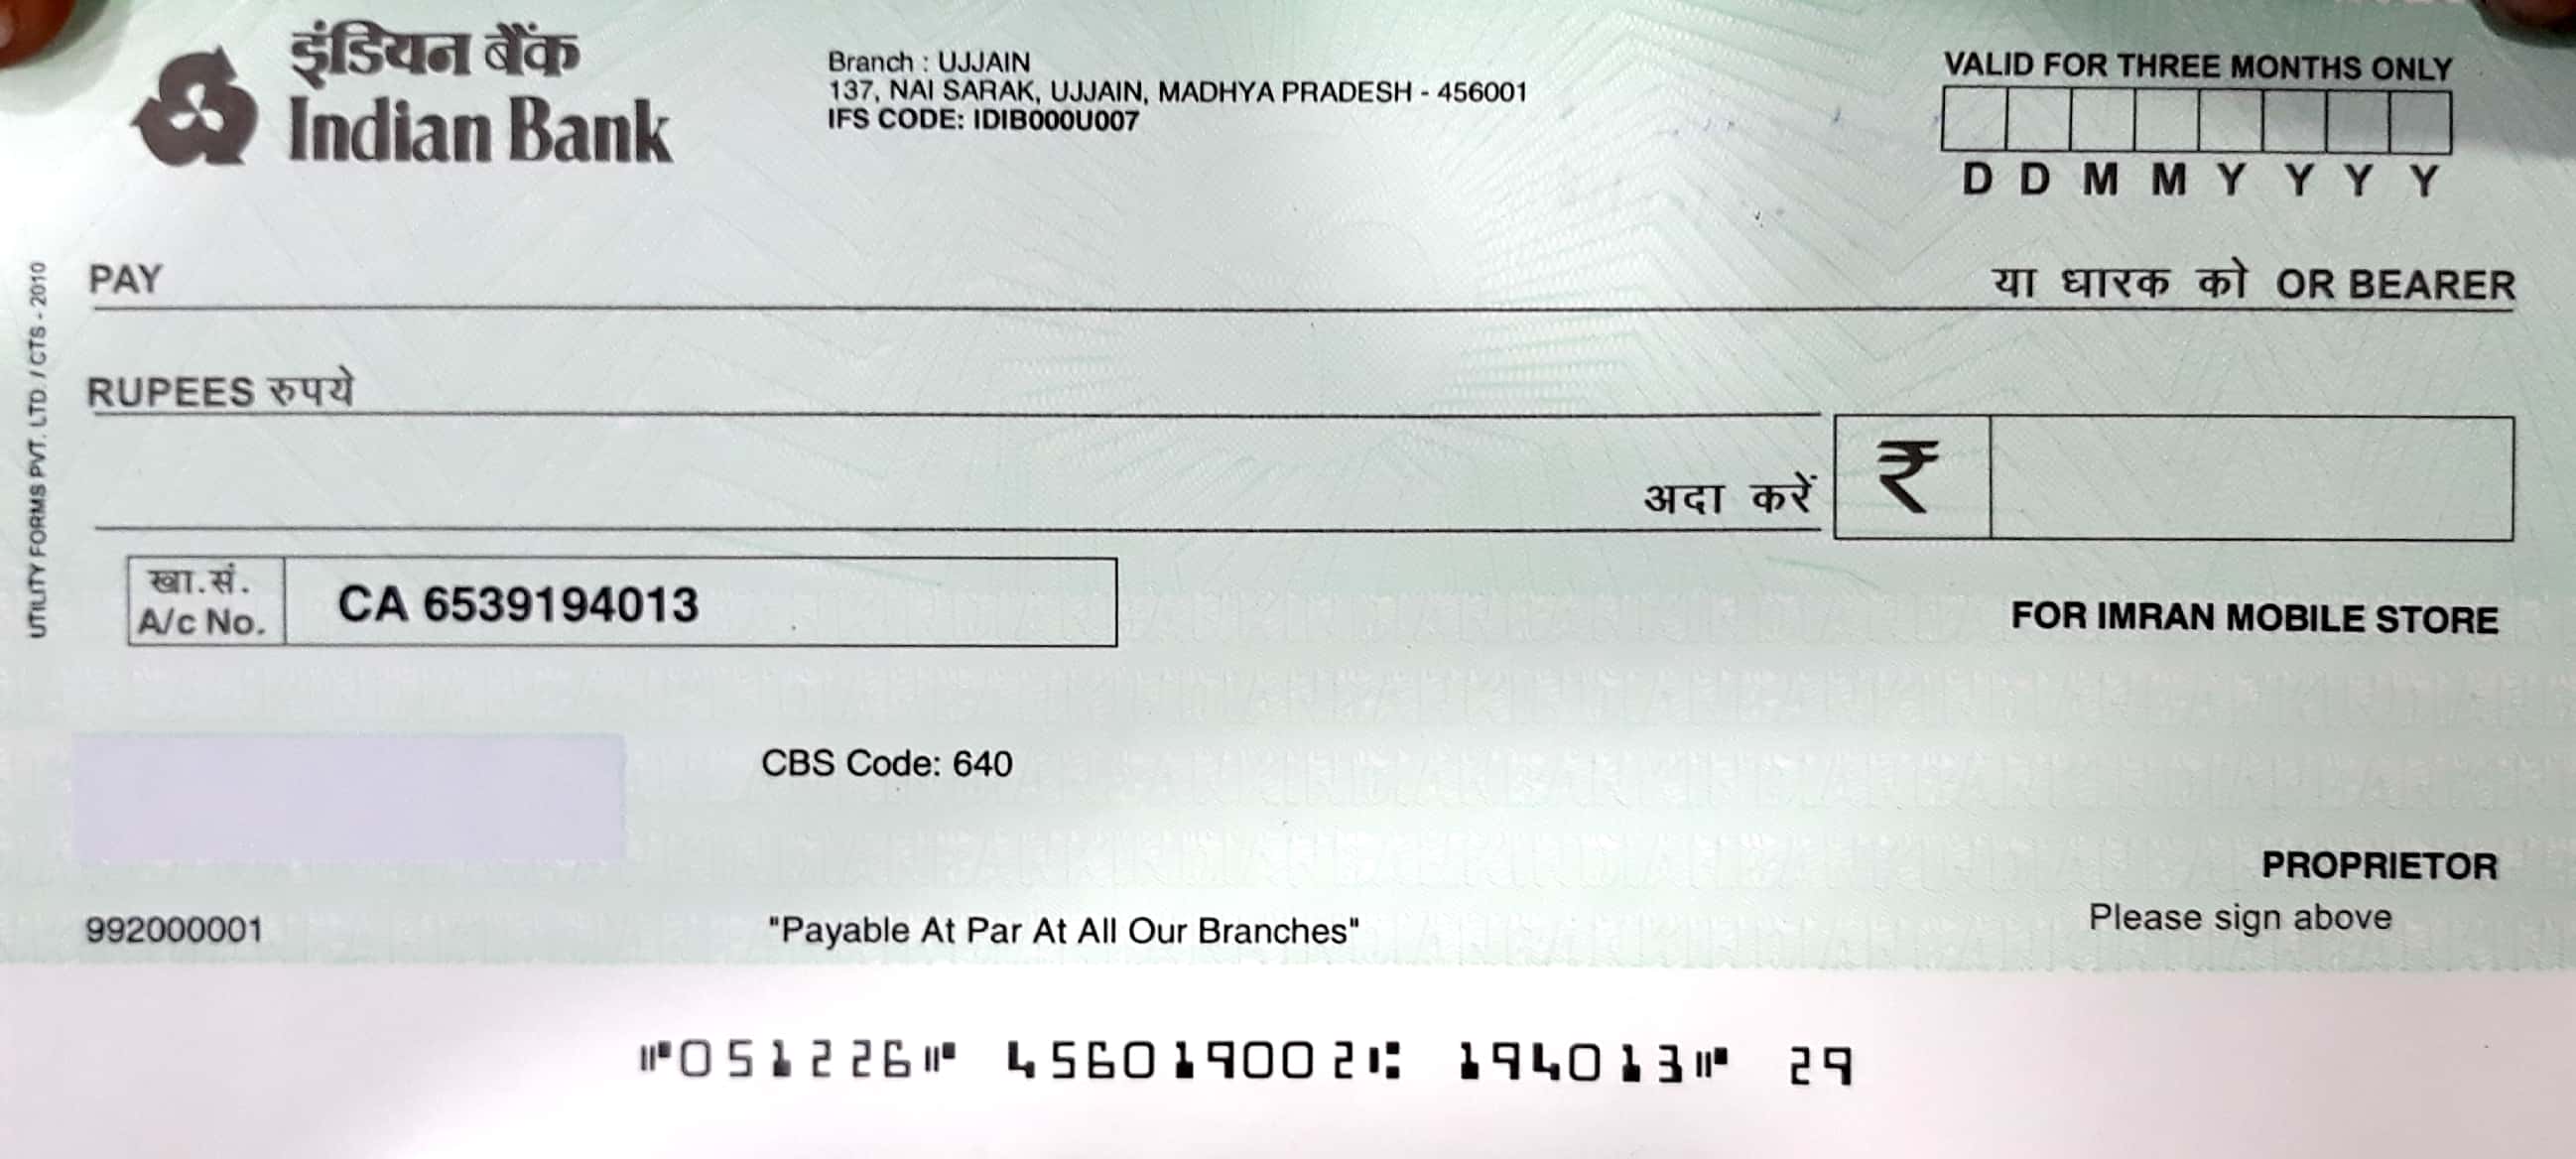 इंडियन बैंक
Indian Bank
Branch : UJJAIN
137, NAI SARAK, UJJAIN, MADHYA PRADESH - 456001
IFS CODE: IDIB000U007
VALID FOR THREE MONTHS ONLY
D D M M Y Y Y Y
PAY
या धारक को OR BEARER
RUPEES रुपये
अदा करें
₹
खा.सं.
A/c No.
CA 6539194013
FOR IMRAN MOBILE STORE
UTILITY FORMS PVT. LTD. / CTS - 2010
CBS Code: 640
PROPRIETOR
Please sign above
992000001
"Payable At Par At All Our Branches"
⑈051226⑈ 456019002⑆ 194013⑈ 29